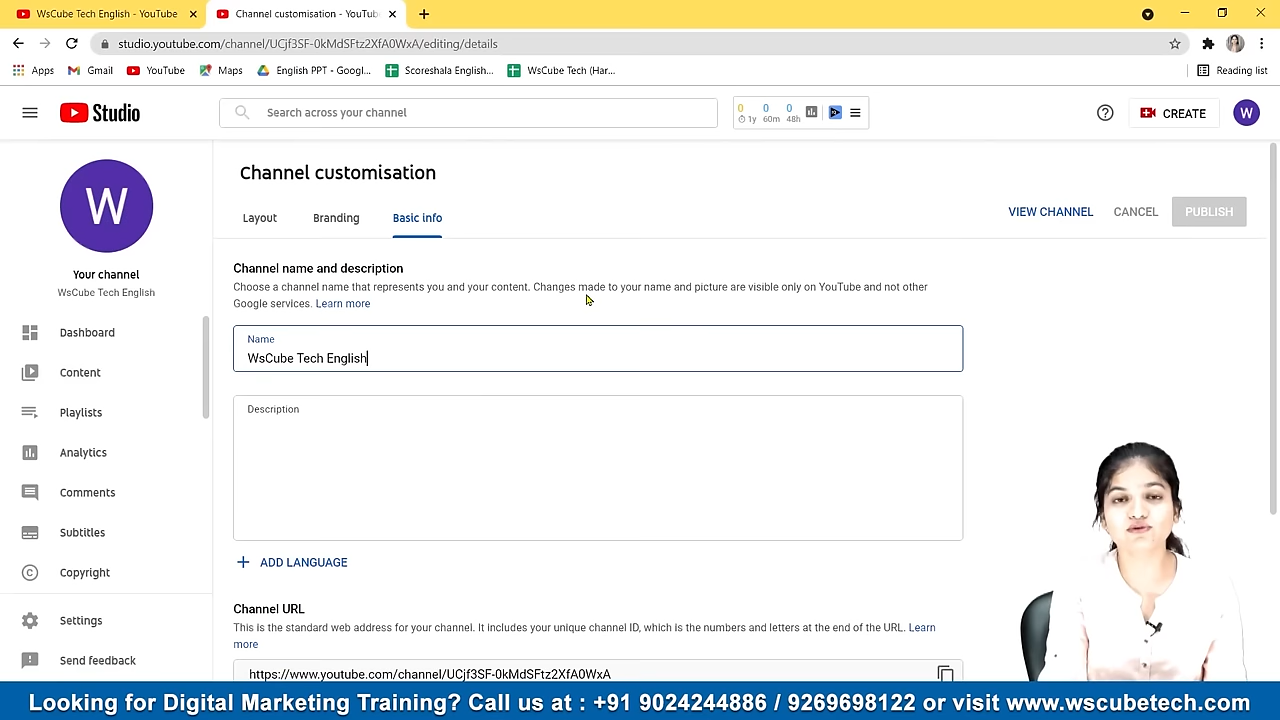 WsCube Tech English - YouTube
Channel customisation - YouTube
studio.youtube.com/channel/UCjf3SF-0kMdSFtz2XfA0WxA/editing/details
Apps
Gmail
YouTube
Maps
English PPT - Googl...
Scoreshala English...
WsCube Tech (Har...
Reading list
Studio
Search across your channel
0 0 0
1y 60m 48h
CREATE
W
W
Your channel
WsCube Tech English
Dashboard
Content
Playlists
Analytics
Comments
Subtitles
Copyright
Settings
Send feedback
Channel customisation
Layout
Branding
Basic info
VIEW CHANNEL
CANCEL
PUBLISH
Channel name and description
Choose a channel name that represents you and your content. Changes made to your name and picture are visible only on YouTube and not other
Google services. Learn more
Name
WsCube Tech English
Description
+ ADD LANGUAGE
Channel URL
This is the standard web address for your channel. It includes your unique channel ID, which is the numbers and letters at the end of the URL. Learn
more
https://www.youtube.com/channel/UCjf3SF-0kMdSFtz2XfA0WxA
Looking for Digital Marketing Training? Call us at : +91 9024244886 / 9269698122 or visit www.wscubetech.com